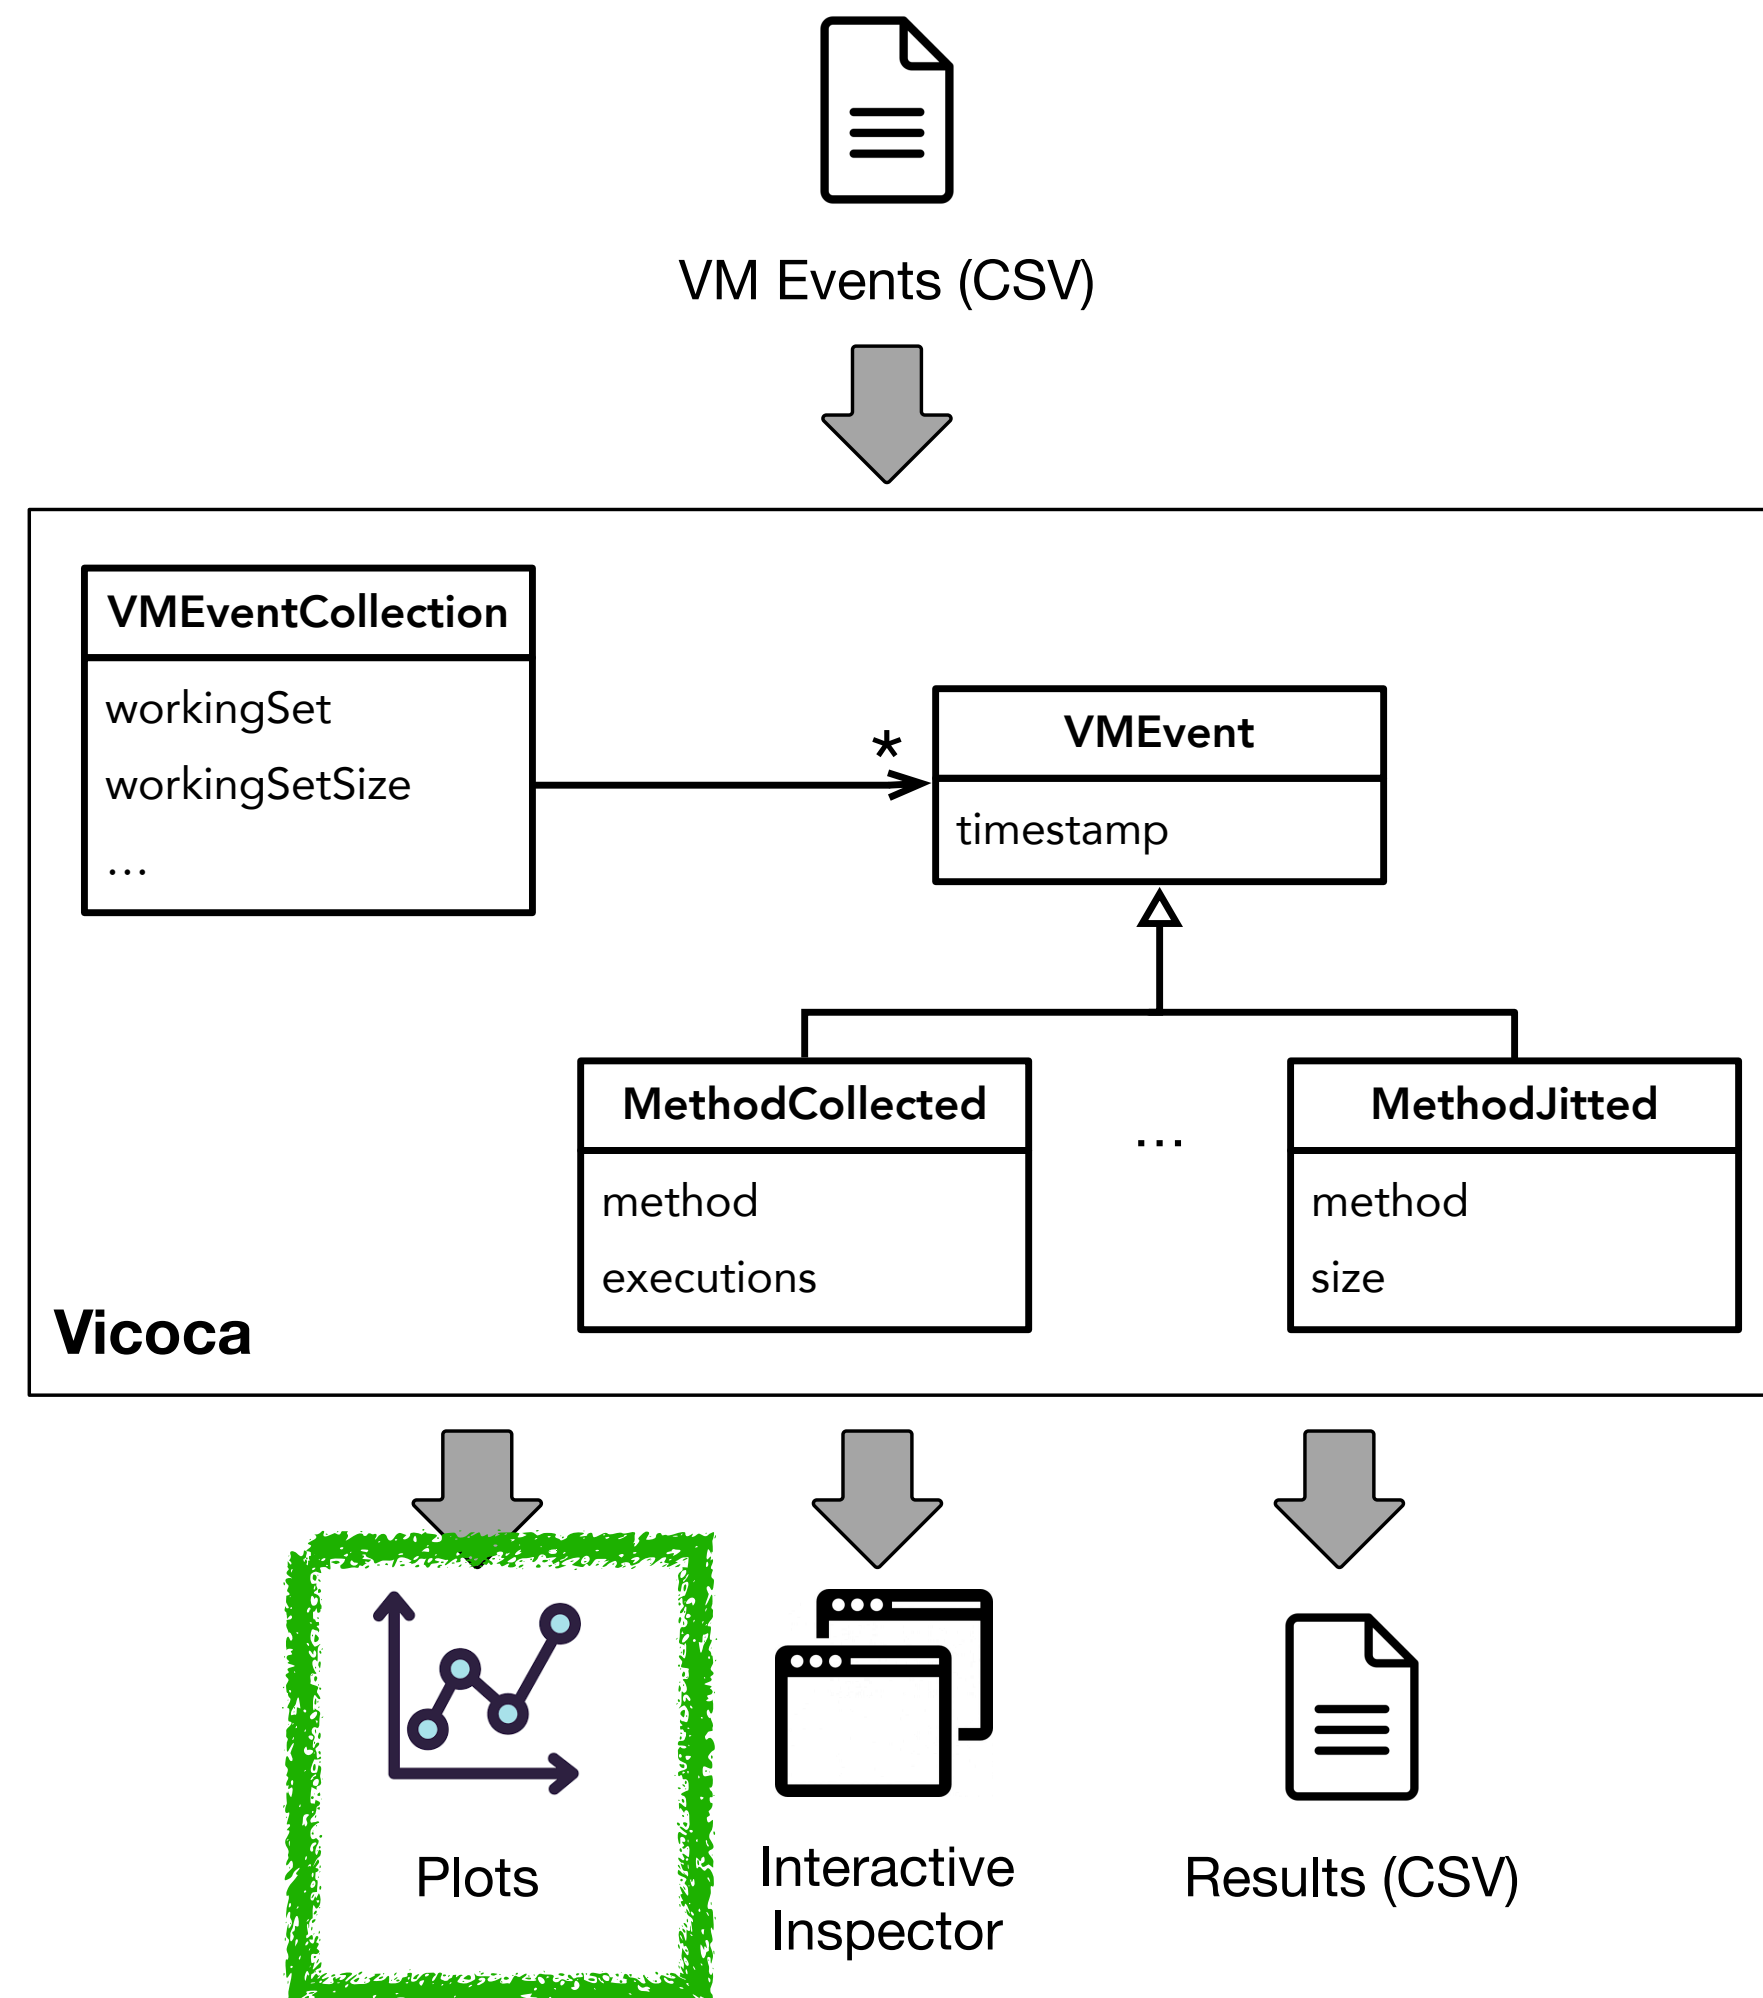 VM Events (CSV)
VMEventCollection
workingSet
workingSetSize
...
*
VMEvent
timestamp
MethodCollected
method
executions
...
MethodJitted
method
size
Vicoca
Plots
Interactive
Inspector
Results (CSV)